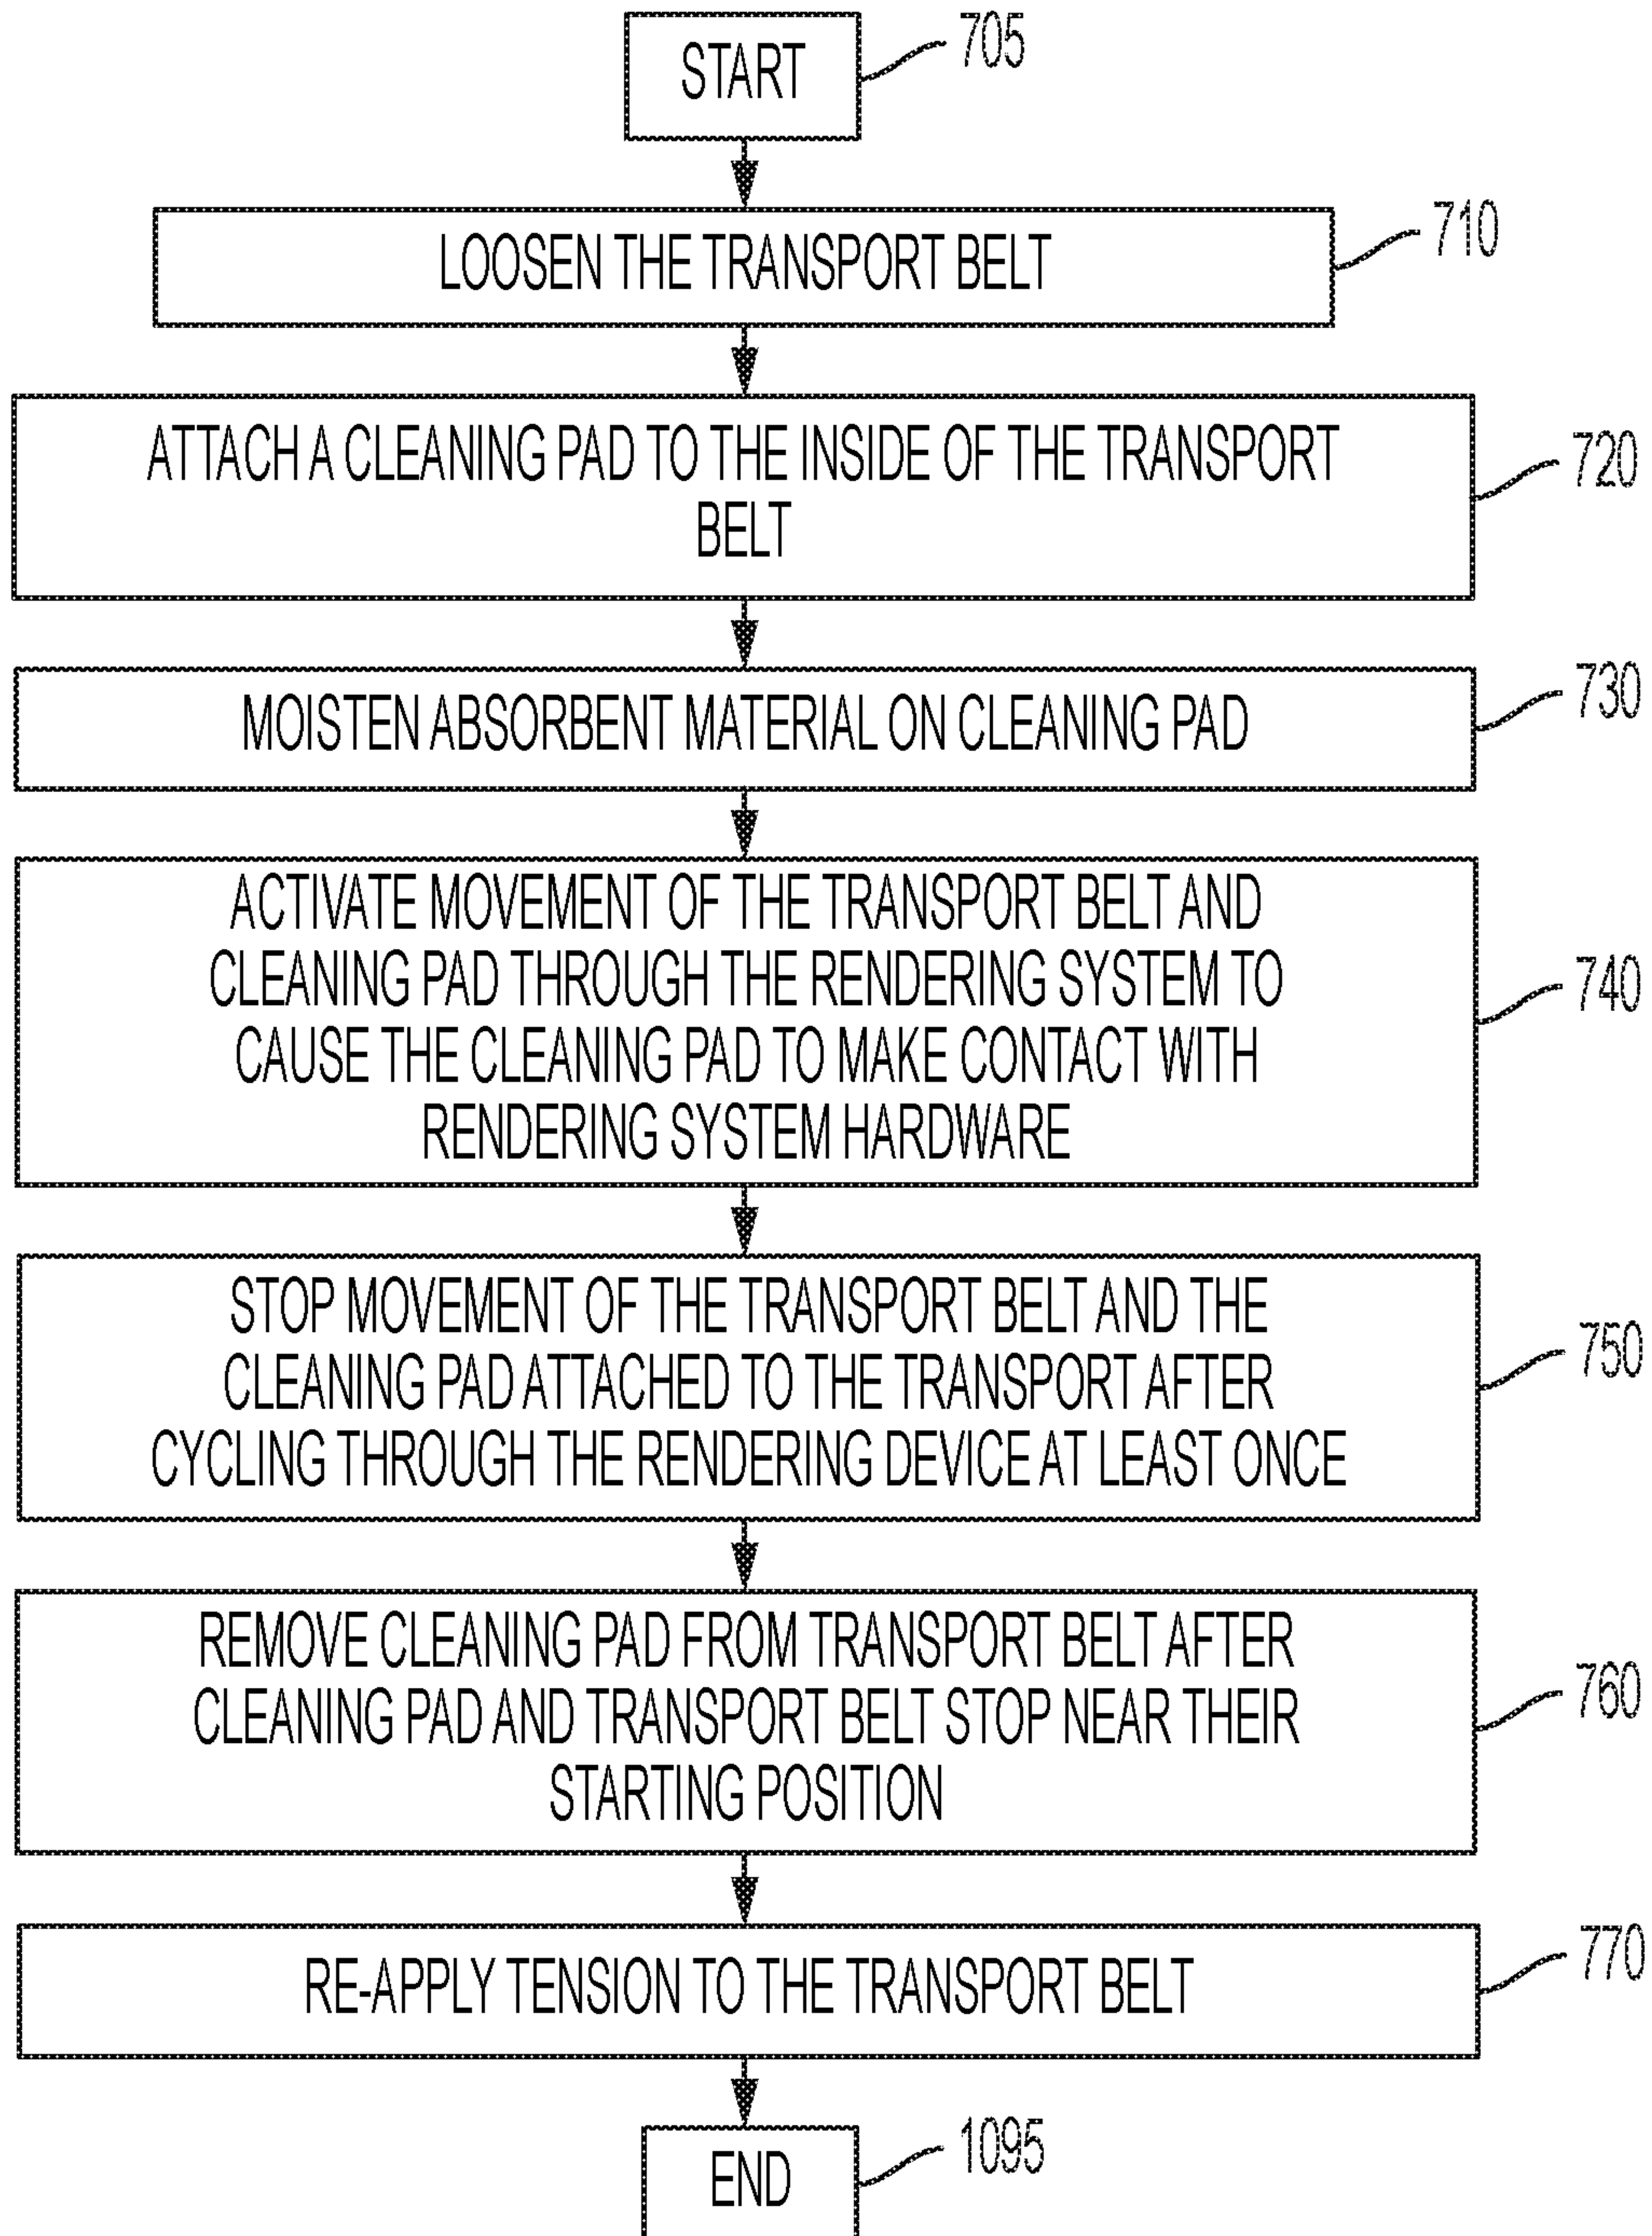 START
705
LOOSEN THE TRANSPORT BELT
710
ATTACH A CLEANING PAD TO THE INSIDE OF THE TRANSPORT
BELT
720
MOISTEN ABSORBENT MATERIAL ON CLEANING PAD
730
ACTIVATE MOVEMENT OF THE TRANSPORT BELT AND
CLEANING PAD THROUGH THE RENDERING SYSTEM TO
CAUSE THE CLEANING PAD TO MAKE CONTACT WITH
RENDERING SYSTEM HARDWARE
740
STOP MOVEMENT OF THE TRANSPORT BELT AND THE
CLEANING PAD ATTACHED TO THE TRANSPORT AFTER
CYCLING THROUGH THE RENDERING DEVICE AT LEAST ONCE
750
REMOVE CLEANING PAD FROM TRANSPORT BELT AFTER
CLEANING PAD AND TRANSPORT BELT STOP NEAR THEIR
STARTING POSITION
760
RE-APPLY TENSION TO THE TRANSPORT BELT
770
END
1095